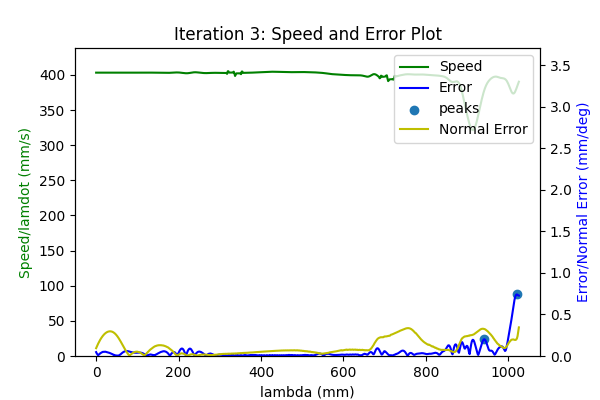 Iteration 3: Speed and Error Plot
Speed/lamdot (mm/s)
400
350
300
250
200
150
100
50
0
Speed
Error
peaks
Normal Error
3.5
3.0
2.5
2.0
1.5
1.0
0.5
0.0
Error/Normal Error (mm/deg)
0 200 400 600 800 1000
lambda (mm)